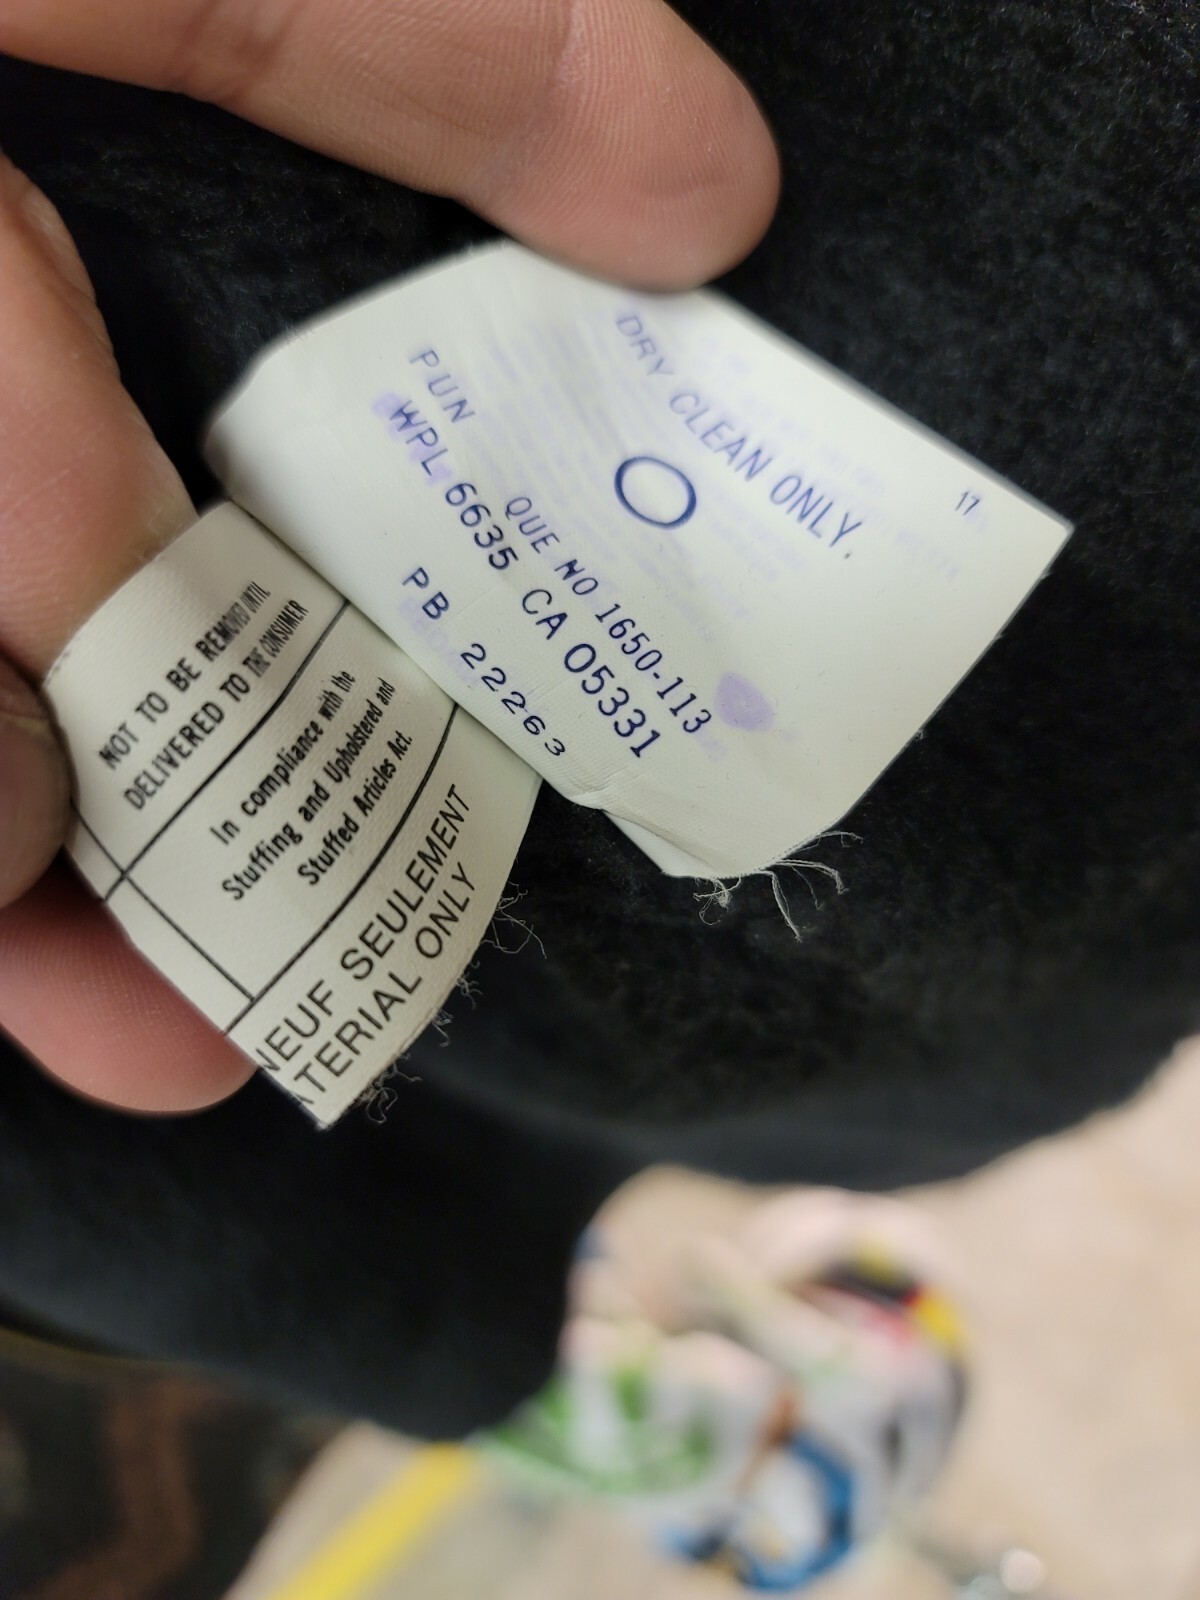 17
DRY CLEAN ONLY.
O
PUN
QUE NO 1650-113
WPL 6635 CA 05331
PB 22263
NOT TO BE REMOVED UNTIL
DELIVERED TO THE CONSUMER
In compliance with the
Stuffing and Upholstered and
Stuffed Articles Act.
NEUF SEULEMENT
TERIAL ONLY